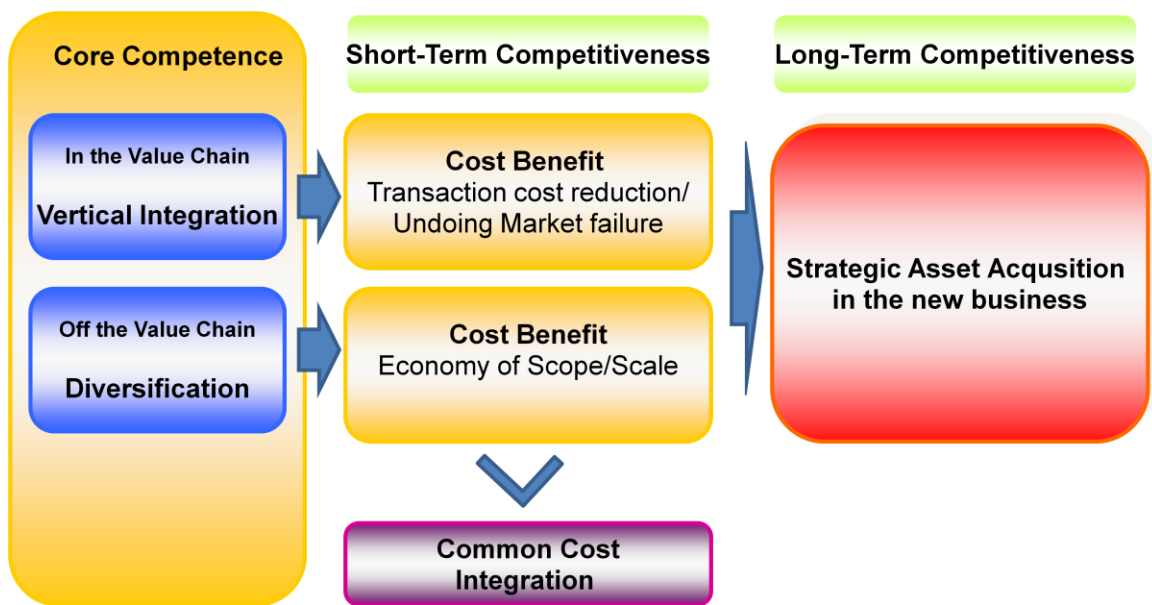 Core Competence
In the Value Chain
Vertical Integration
Off the Value Chain
Diversification
Short-Term Competitiveness
Cost Benefit
Transaction cost reduction/
Undoing Market failure
Cost Benefit
Economy of Scope/Scale
Common Cost
Integration
Long-Term Competitiveness
Strategic Asset Acqusition
in the new business